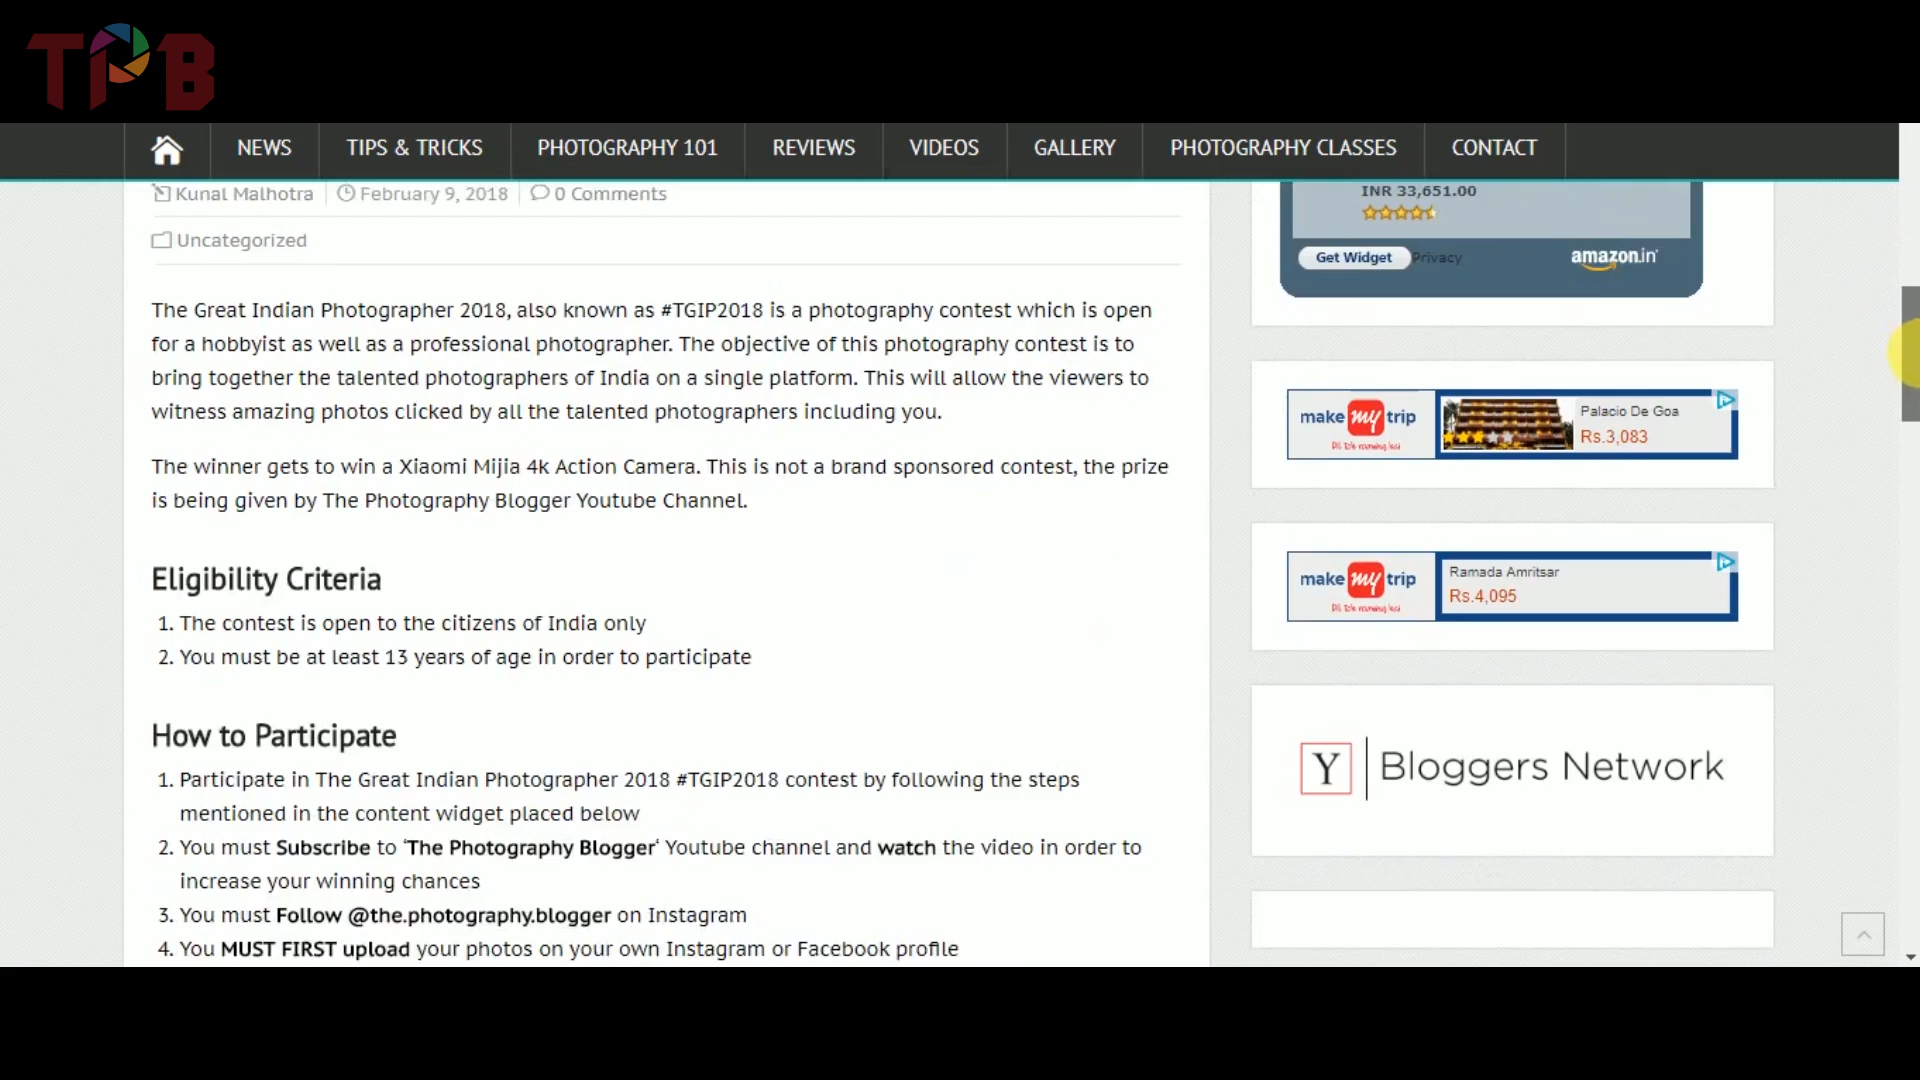 TPB
NEWS
TIPS & TRICKS
PHOTOGRAPHY 101
REVIEWS
VIDEOS
GALLERY
PHOTOGRAPHY CLASSES
CONTACT
Kunal Malhotra
February 9, 2018
0 Comments
Uncategorized
The Great Indian Photographer 2018, also known as #TGIP2018 is a photography contest which is open
for a hobbyist as well as a professional photographer. The objective of this photography contest is to
bring together the talented photographers of India on a single platform. This will allow the viewers to
witness amazing photos clicked by all the talented photographers including you.
The winner gets to win a Xiaomi Mijia 4k Action Camera. This is not a brand sponsored contest, the prize
is being given by The Photography Blogger Youtube Channel.
Eligibility Criteria
1. The contest is open to the citizens of India only
2. You must be at least 13 years of age in order to participate
How to Participate
1. Participate in The Great Indian Photographer 2018 #TGIP2018 contest by following the steps
mentioned in the content widget placed below
2. You must Subscribe to ‘The Photography Blogger‘ Youtube channel and watch the video in order to
increase your winning chances
3. You must Follow @the.photography.blogger on Instagram
4. You MUST FIRST upload your photos on your own Instagram or Facebook profile
INR 33,651.00
Get Widget
Privacy
amazon.in
make my trip
Palacio De Goa
Rs.3,083
make my trip
Ramada Amritsar
Rs.4,095
Y | Bloggers Network